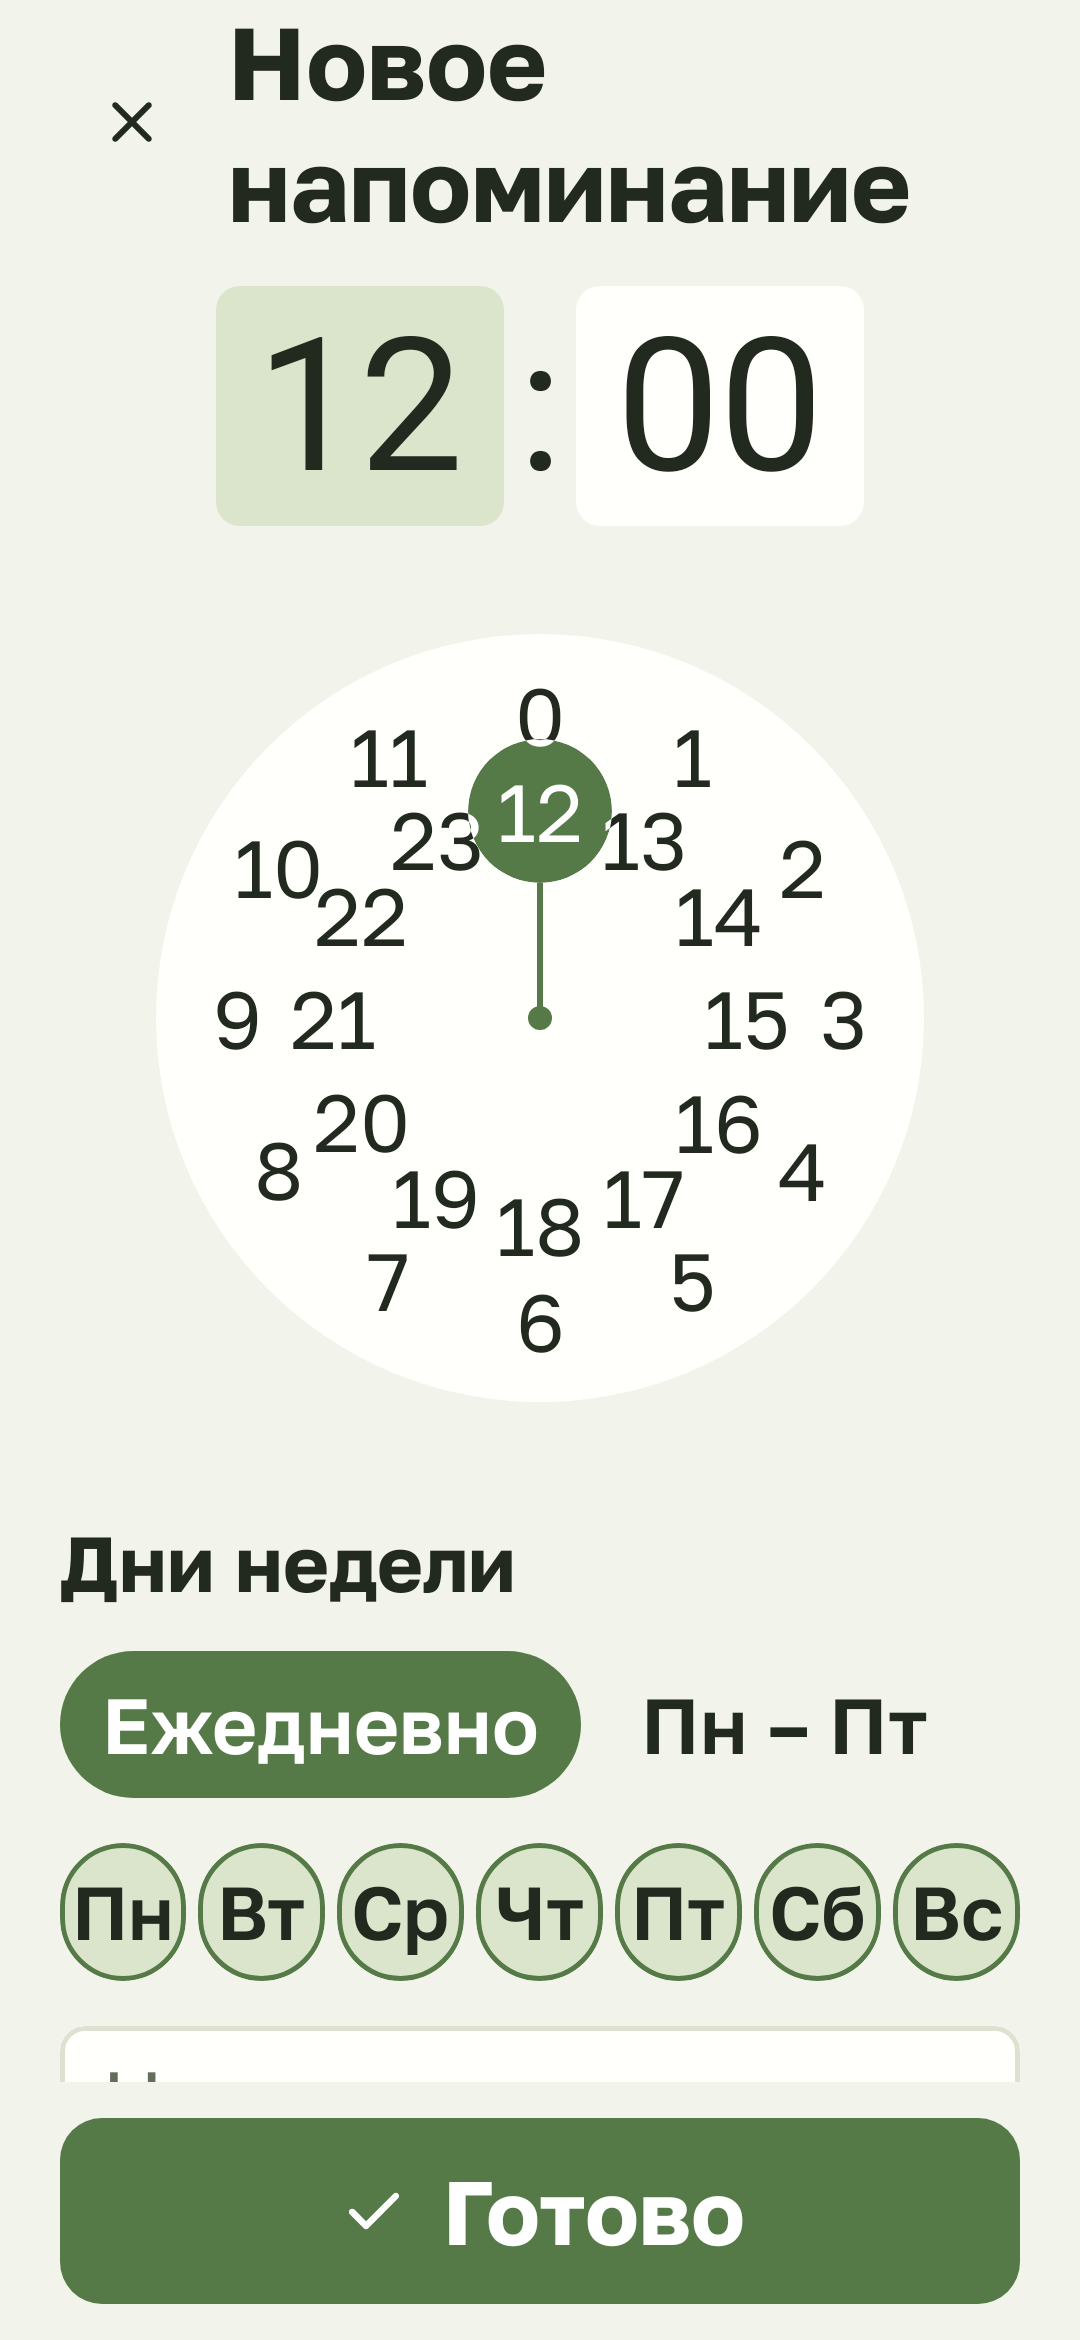 Новое
напоминание
12:00
0
11 1
23 12 13
10 2
22 14
9 21 15 3
20 16
8 4
19 18 17
7 5
6
Дни недели
Ежедневно Пн – Пт
Пн Вт Ср Чт Пт Сб Вс
Готово